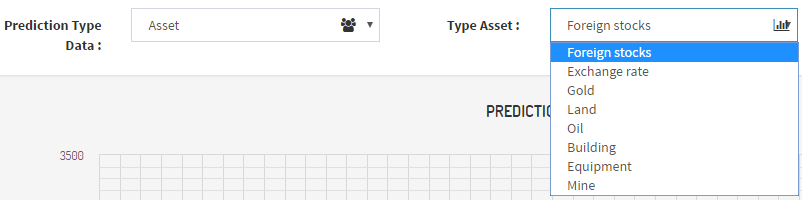 Prediction Type
Data :
Asset
Type Asset :
Foreign stocks
Foreign stocks
Exchange rate
Gold
Land
Oil
Building
Equipment
Mine
3500